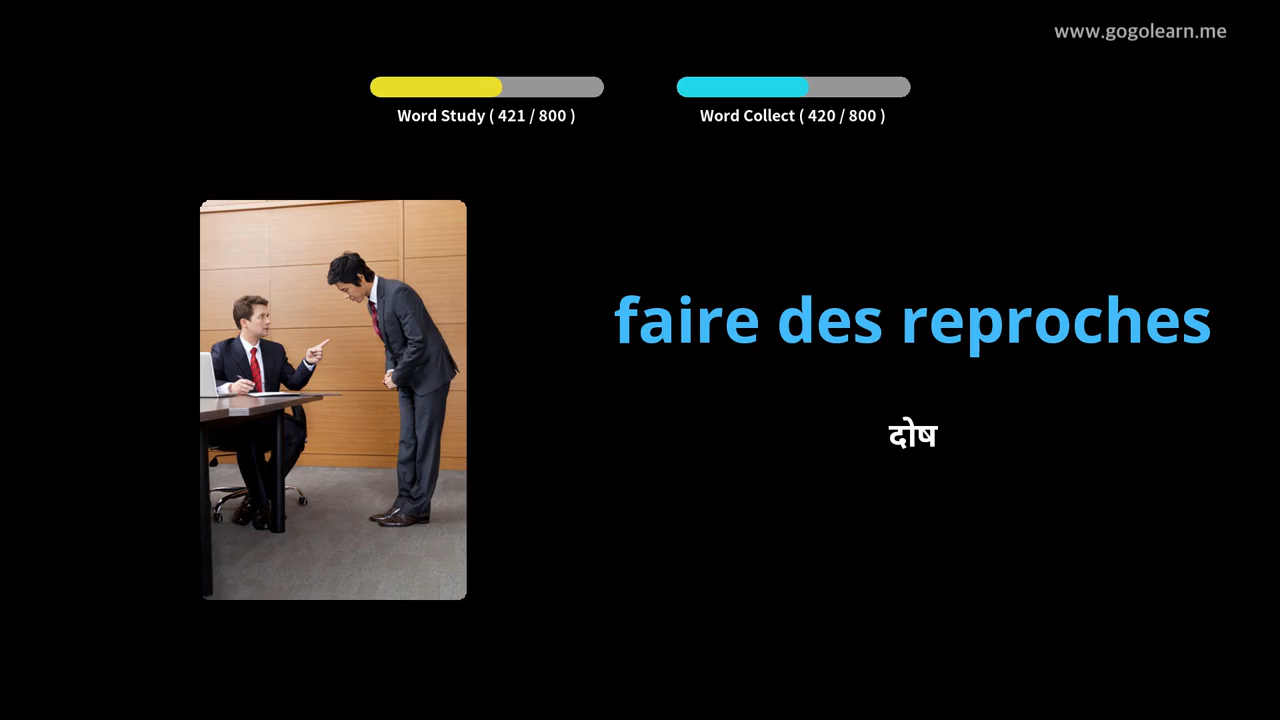 www.gogolearn.me
Word Study ( 421 / 800 )
Word Collect ( 420 / 800 )
faire des reproches
दोष